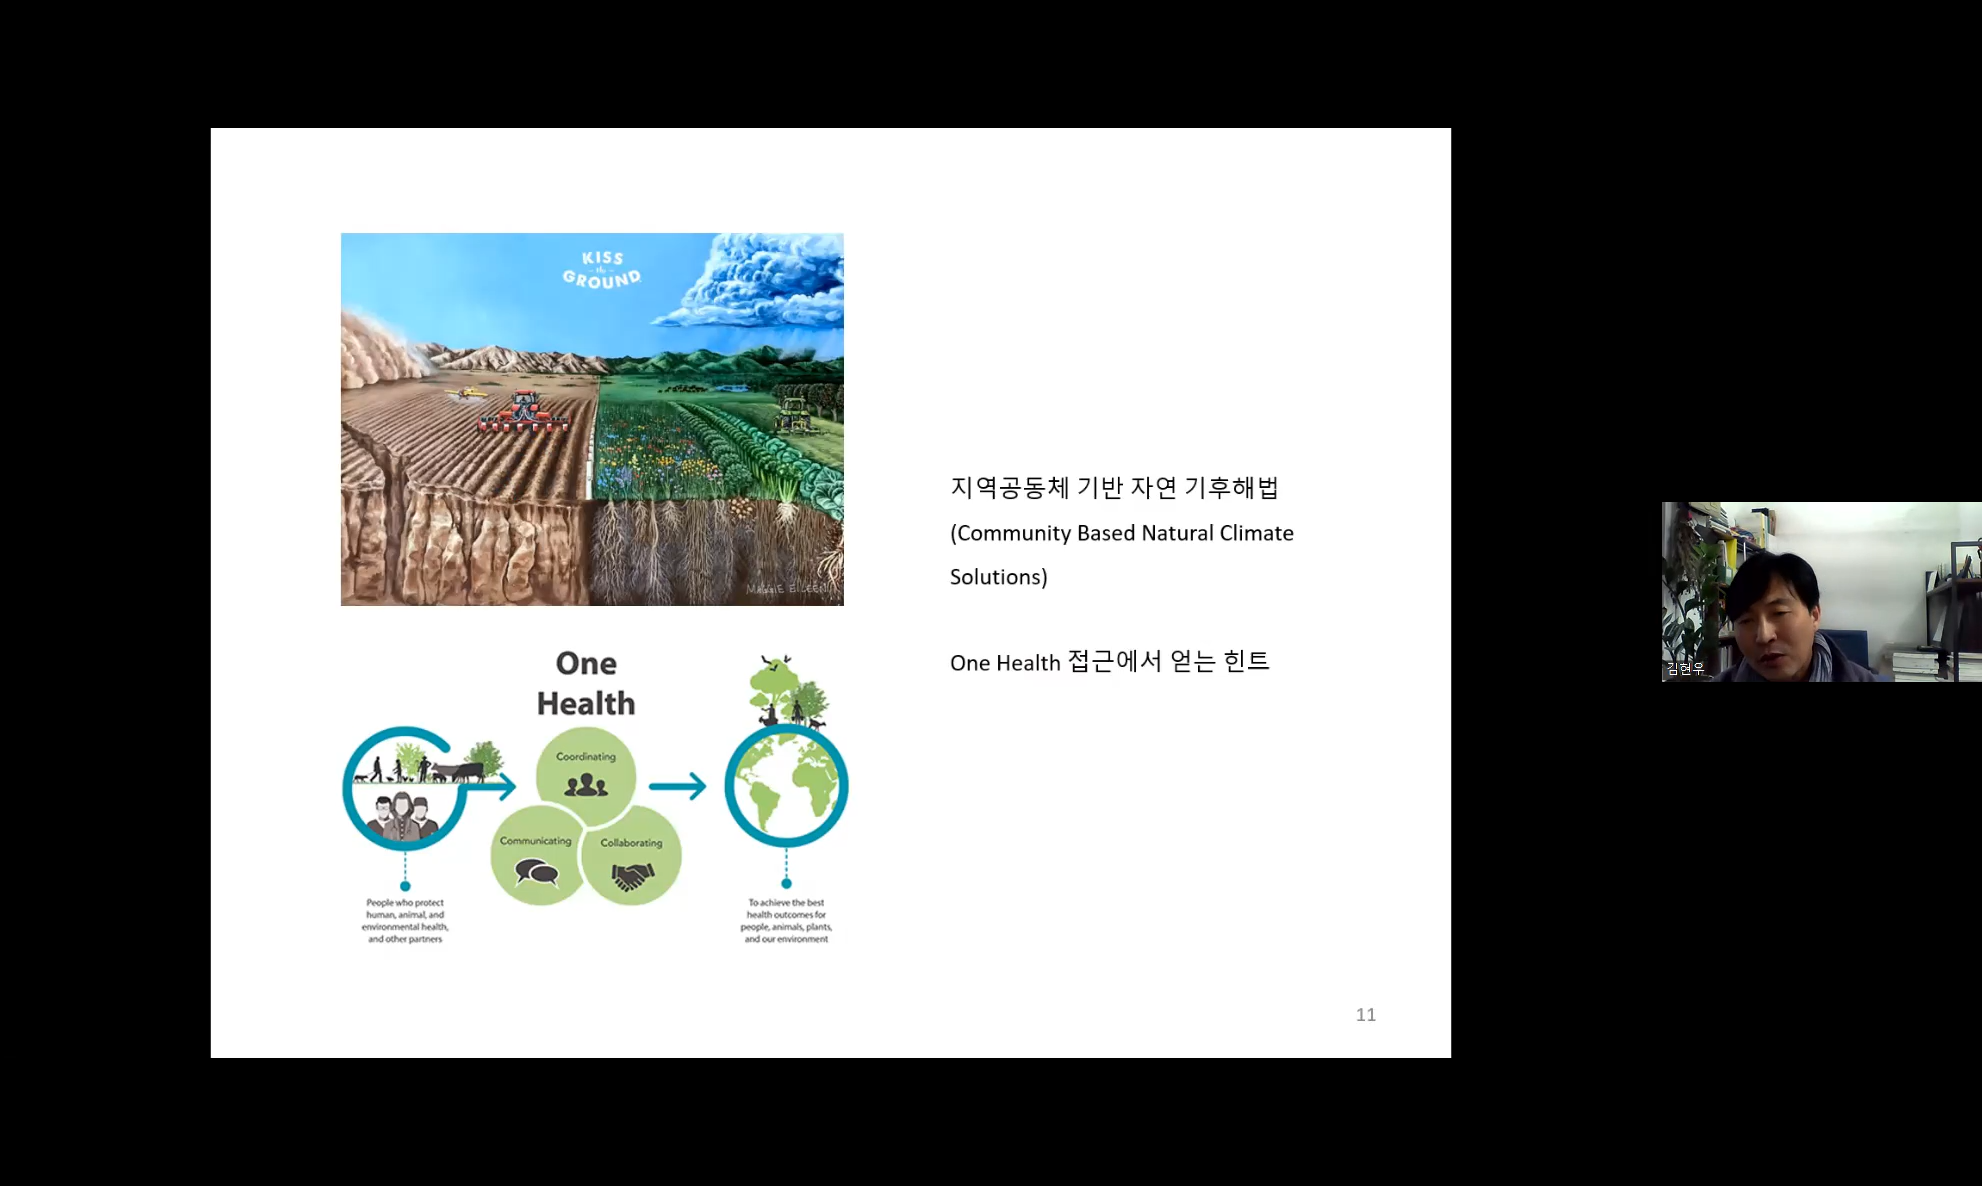 KISS
the
GROUND
MAGGIE EILEEN
지역공동체 기반 자연 기후해법
(Community Based Natural Climate
Solutions)
One Health 접근에서 얻는 힌트
One
Health
Coordinating
Communicating
Collaborating
People who protect
human, animal, and
environmental health,
and other partners
To achieve the best
health outcomes for
people, animals, plants,
and our environment
11
김현우